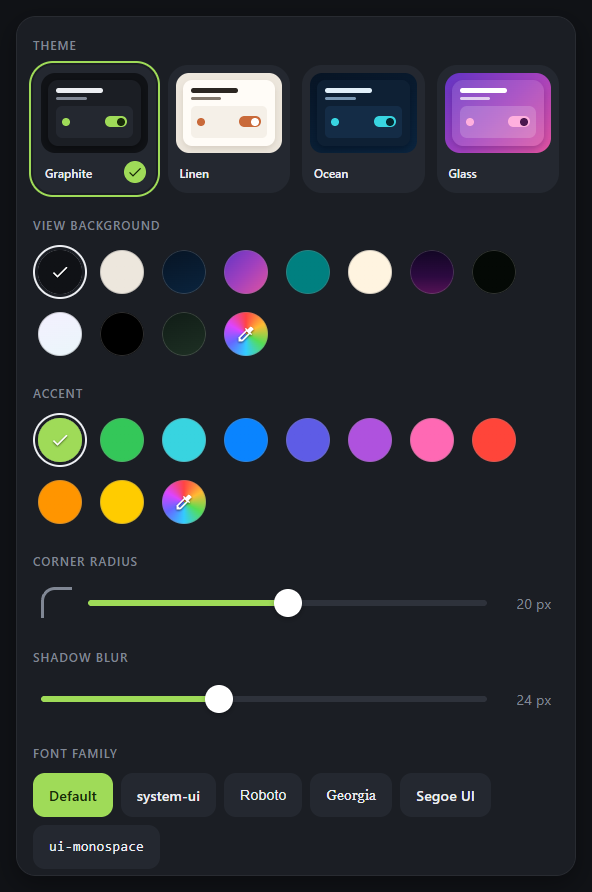 THEME
Graphite
Linen
Ocean
Glass
VIEW BACKGROUND
ACCENT
CORNER RADIUS
20 px
SHADOW BLUR
24 px
FONT FAMILY
Default
system-ui
Roboto
Georgia
Segoe UI
ui-monospace